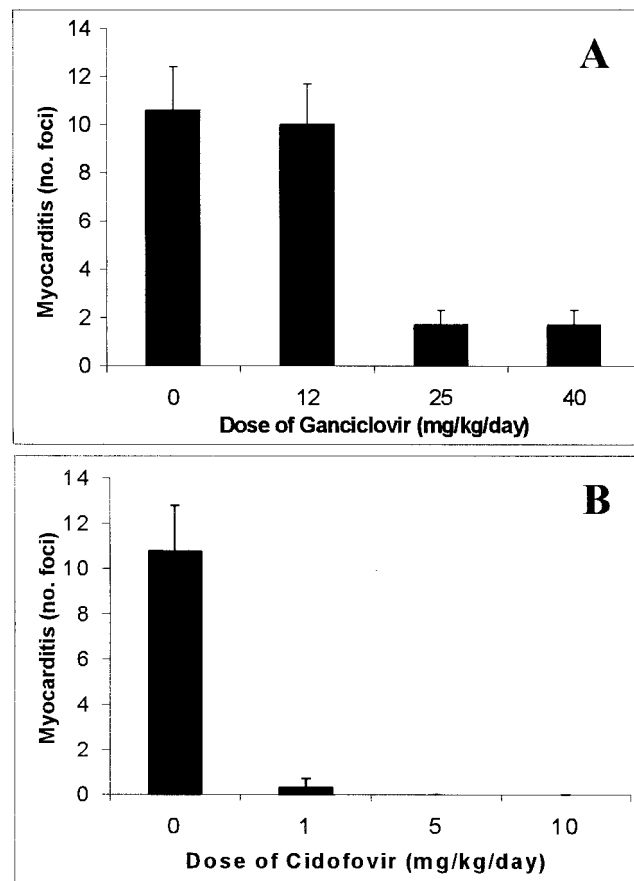 A
Myocarditis (no. foci)
14
12
10
8
6
4
2
0
0 12 25 40
Dose of Ganciclovir (mg/kg/day)
B
Myocarditis (no. foci)
14
12
10
8
6
4
2
0
0 1 5 10
Dose of Cidofovir (mg/kg/day)